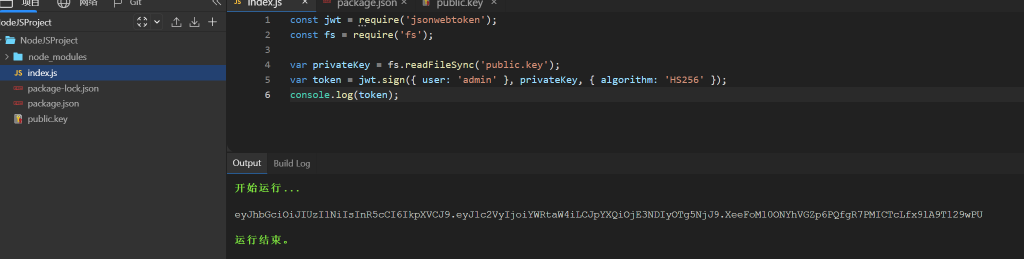 项目 网络 Git
index.js × package.json × public.key ×
NodeJSProject
NodeJSProject
node_modules
JS index.js
package-lock.json
package.json
public.key
1 const jwt = require('jsonwebtoken');
2 const fs = require('fs');
3
4 var privateKey = fs.readFileSync('public.key');
5 var token = jwt.sign({ user: 'admin' }, privateKey, { algorithm: 'HS256' });
6 console.log(token);
Output Build Log
开始运行...
eyJhbGciOiJIUzI1NiIsInR5cCI6IkpXVCJ9.eyJ1c2VyIjoiYWRtaW4iLCJpYXQiOjE3NDIyOTg5NjJ9.XeeFoMl0ONYhVGZp6PQfgR7PMICTcLfx9lA9Tl29wPU
运行结束。